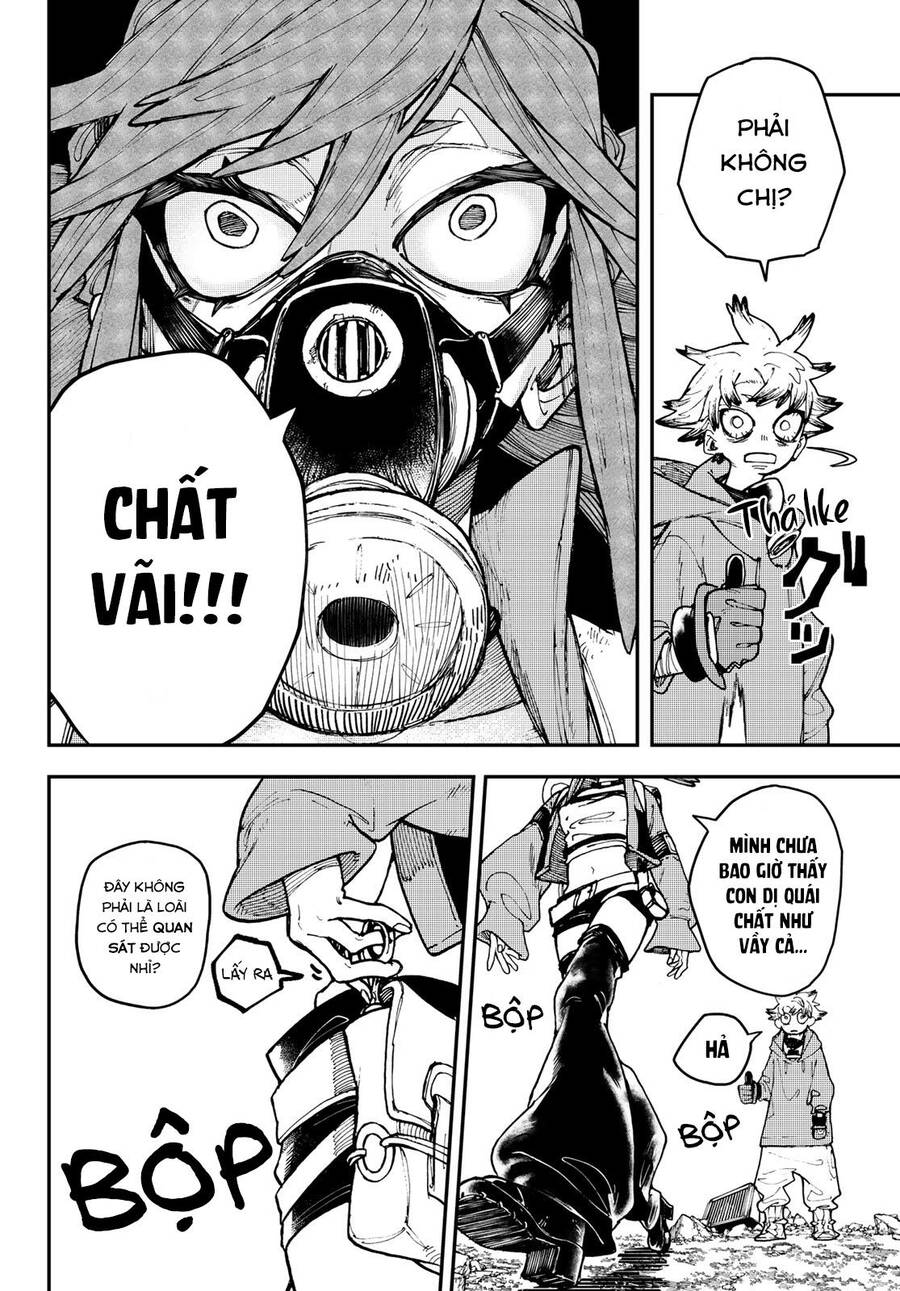 PHẢI
KHÔNG
CHỊ?
Thả like
グッ
CHẤT
VÃI!!!
MÌNH CHƯA
BAO GIỜ THẤY
CON DỊ QUÁI
CHẤT NHƯ
VẦY CẢ...
HẢ
BỘP
BỘP
ĐÂY KHÔNG
PHẢI LÀ LOÀI
CÓ THỂ QUAN
SÁT ĐƯỢC
NHỈ?
LẤY RA
BỘP